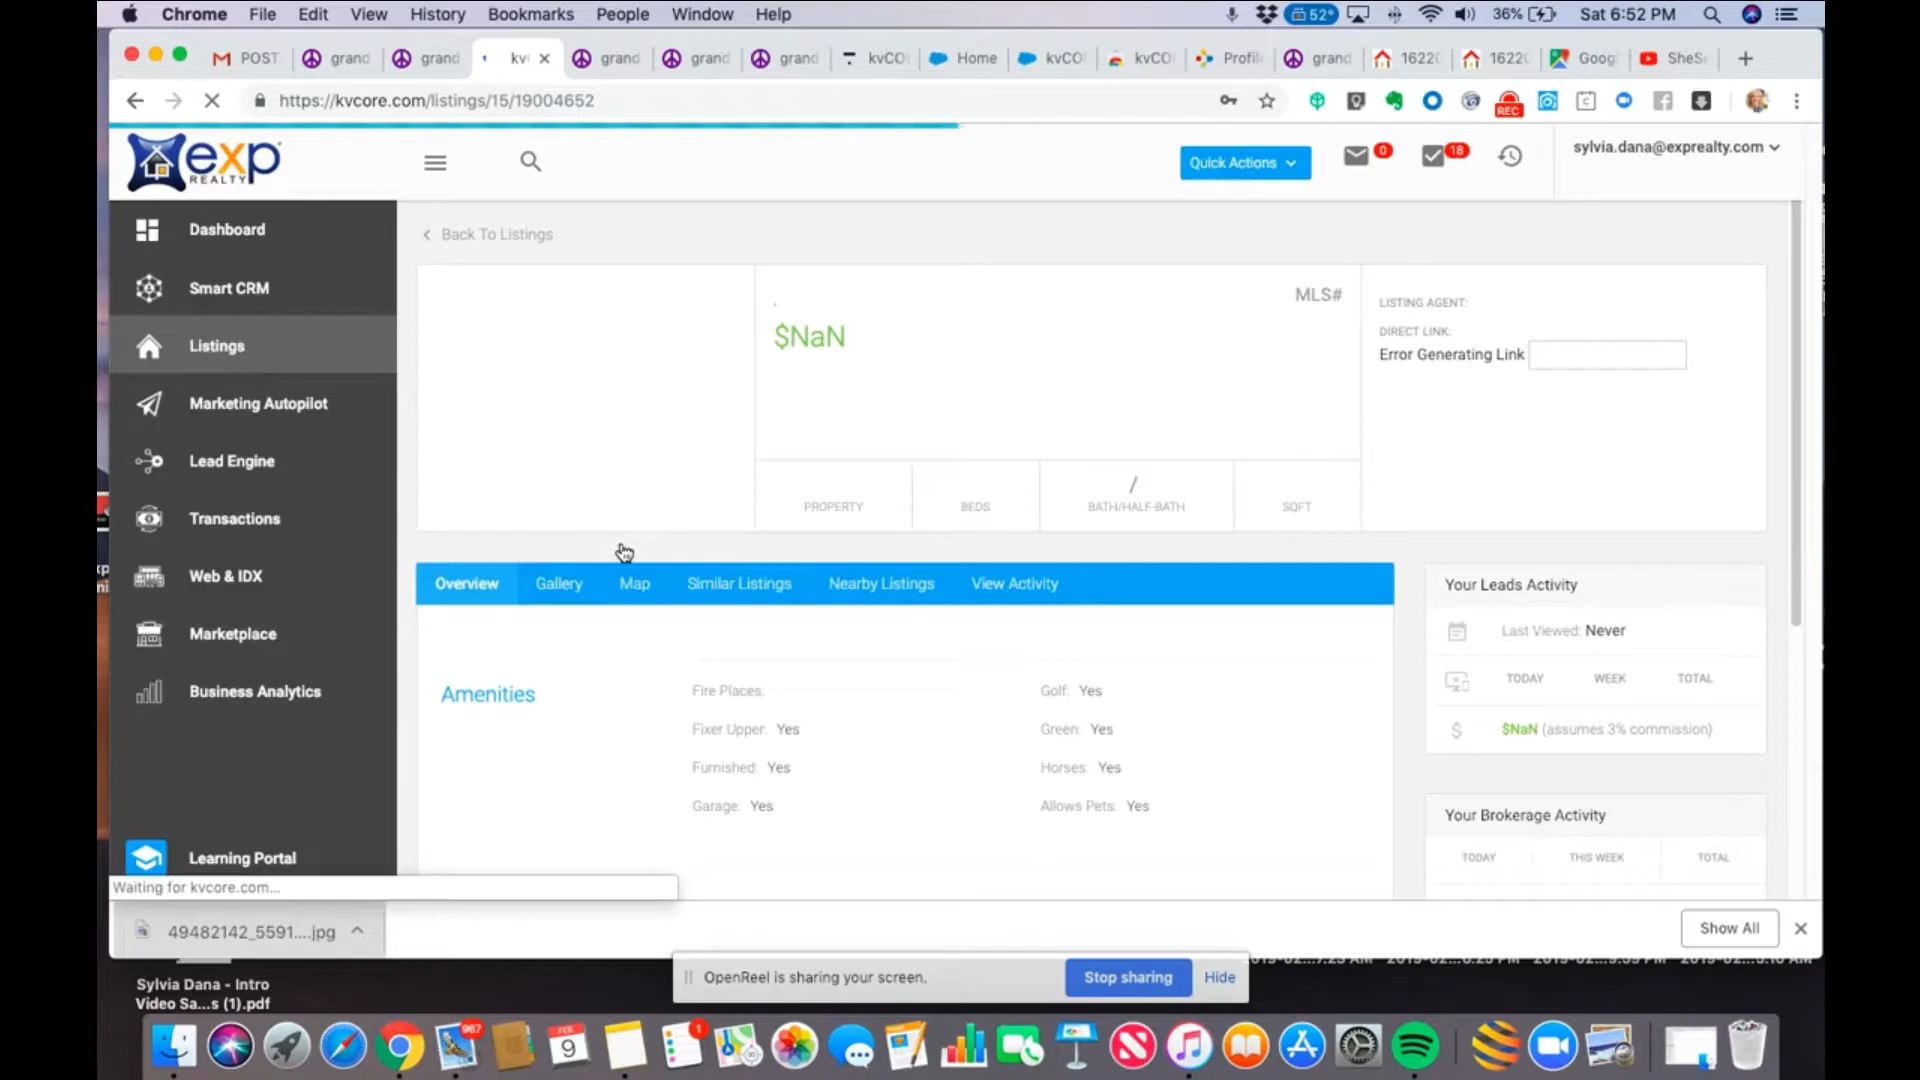 Chrome File Edit View History Bookmarks People Window Help 52° 36% Sat 6:52 PM
POST grand grand kv grand grand grand kvCO Home kvCO kvCO Profil grand 1622 1622 Goog SheSe
https://kvcore.com/listings/15/19004652
REC
exp
REALTY
Quick Actions
0
18
sylvia.dana@exprealty.com
Dashboard
Smart CRM
Listings
Marketing Autopilot
Lead Engine
Transactions
Web & IDX
Marketplace
Business Analytics
Learning Portal
Back To Listings
MLS#
$NaN
PROPERTY
BEDS
/
BATH/HALF-BATH
SQFT
LISTING AGENT:
DIRECT LINK:
Error Generating Link
Overview Gallery Map Similar Listings Nearby Listings View Activity
Amenities
Fire Places:
Fixer Upper: Yes
Furnished: Yes
Garage: Yes
Golf: Yes
Green: Yes
Horses: Yes
Allows Pets: Yes
Your Leads Activity
Last Viewed: Never
TODAY WEEK TOTAL
$NaN (assumes 3% commission)
Your Brokerage Activity
TODAY THIS WEEK TOTAL
Waiting for kvcore.com...
49482142_5591....jpg
Show All
OpenReel is sharing your screen. Stop sharing Hide
Sylvia Dana - Intro
Video Sa...s (1).pdf
967
FEB
9
1